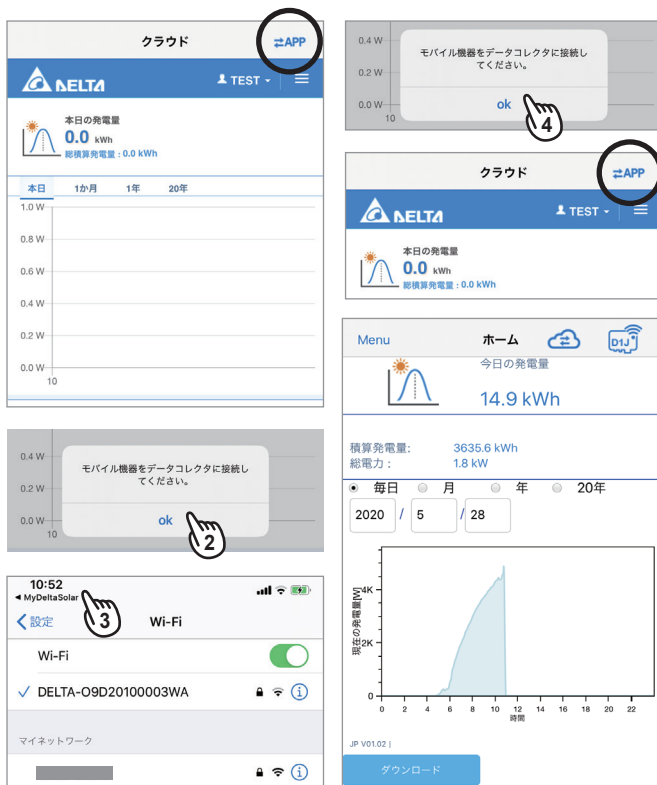 クラウド
⇄APP
DELTA
TEST
本日の発電量
0.0 kWh
総積算発電量 : 0.0 kWh
本日 1か月 1年 20年
1.0 W
0.8 W
0.6 W
0.4 W
0.2 W
0.0 W
10
0.4 W
モバイル機器をデータコレクタに接続し
てください。
0.2 W
ok
0.0 W
10
2
10:52
◀ MyDeltaSolar
3
設定
Wi-Fi
Wi-Fi
DELTA-O9D20100003WA
マイネットワーク
0.4 W
モバイル機器をデータコレクタに接続し
てください。
0.2 W
ok
0.0 W
10
4
クラウド
⇄APP
DELTA
TEST
本日の発電量
0.0 kWh
総積算発電量 : 0.0 kWh
Menu
ホーム
D1J
今日の発電量
14.9 kWh
積算発電量: 3635.6 kWh
総電力 : 1.8 kW
毎日 月 年 20年
2020 / 5 / 28
現在の発電量[W]
4K
2K
0
0 2 4 6 8 10 12 14 16 18 20 22
時間
JP V01.02 |
ダウンロード